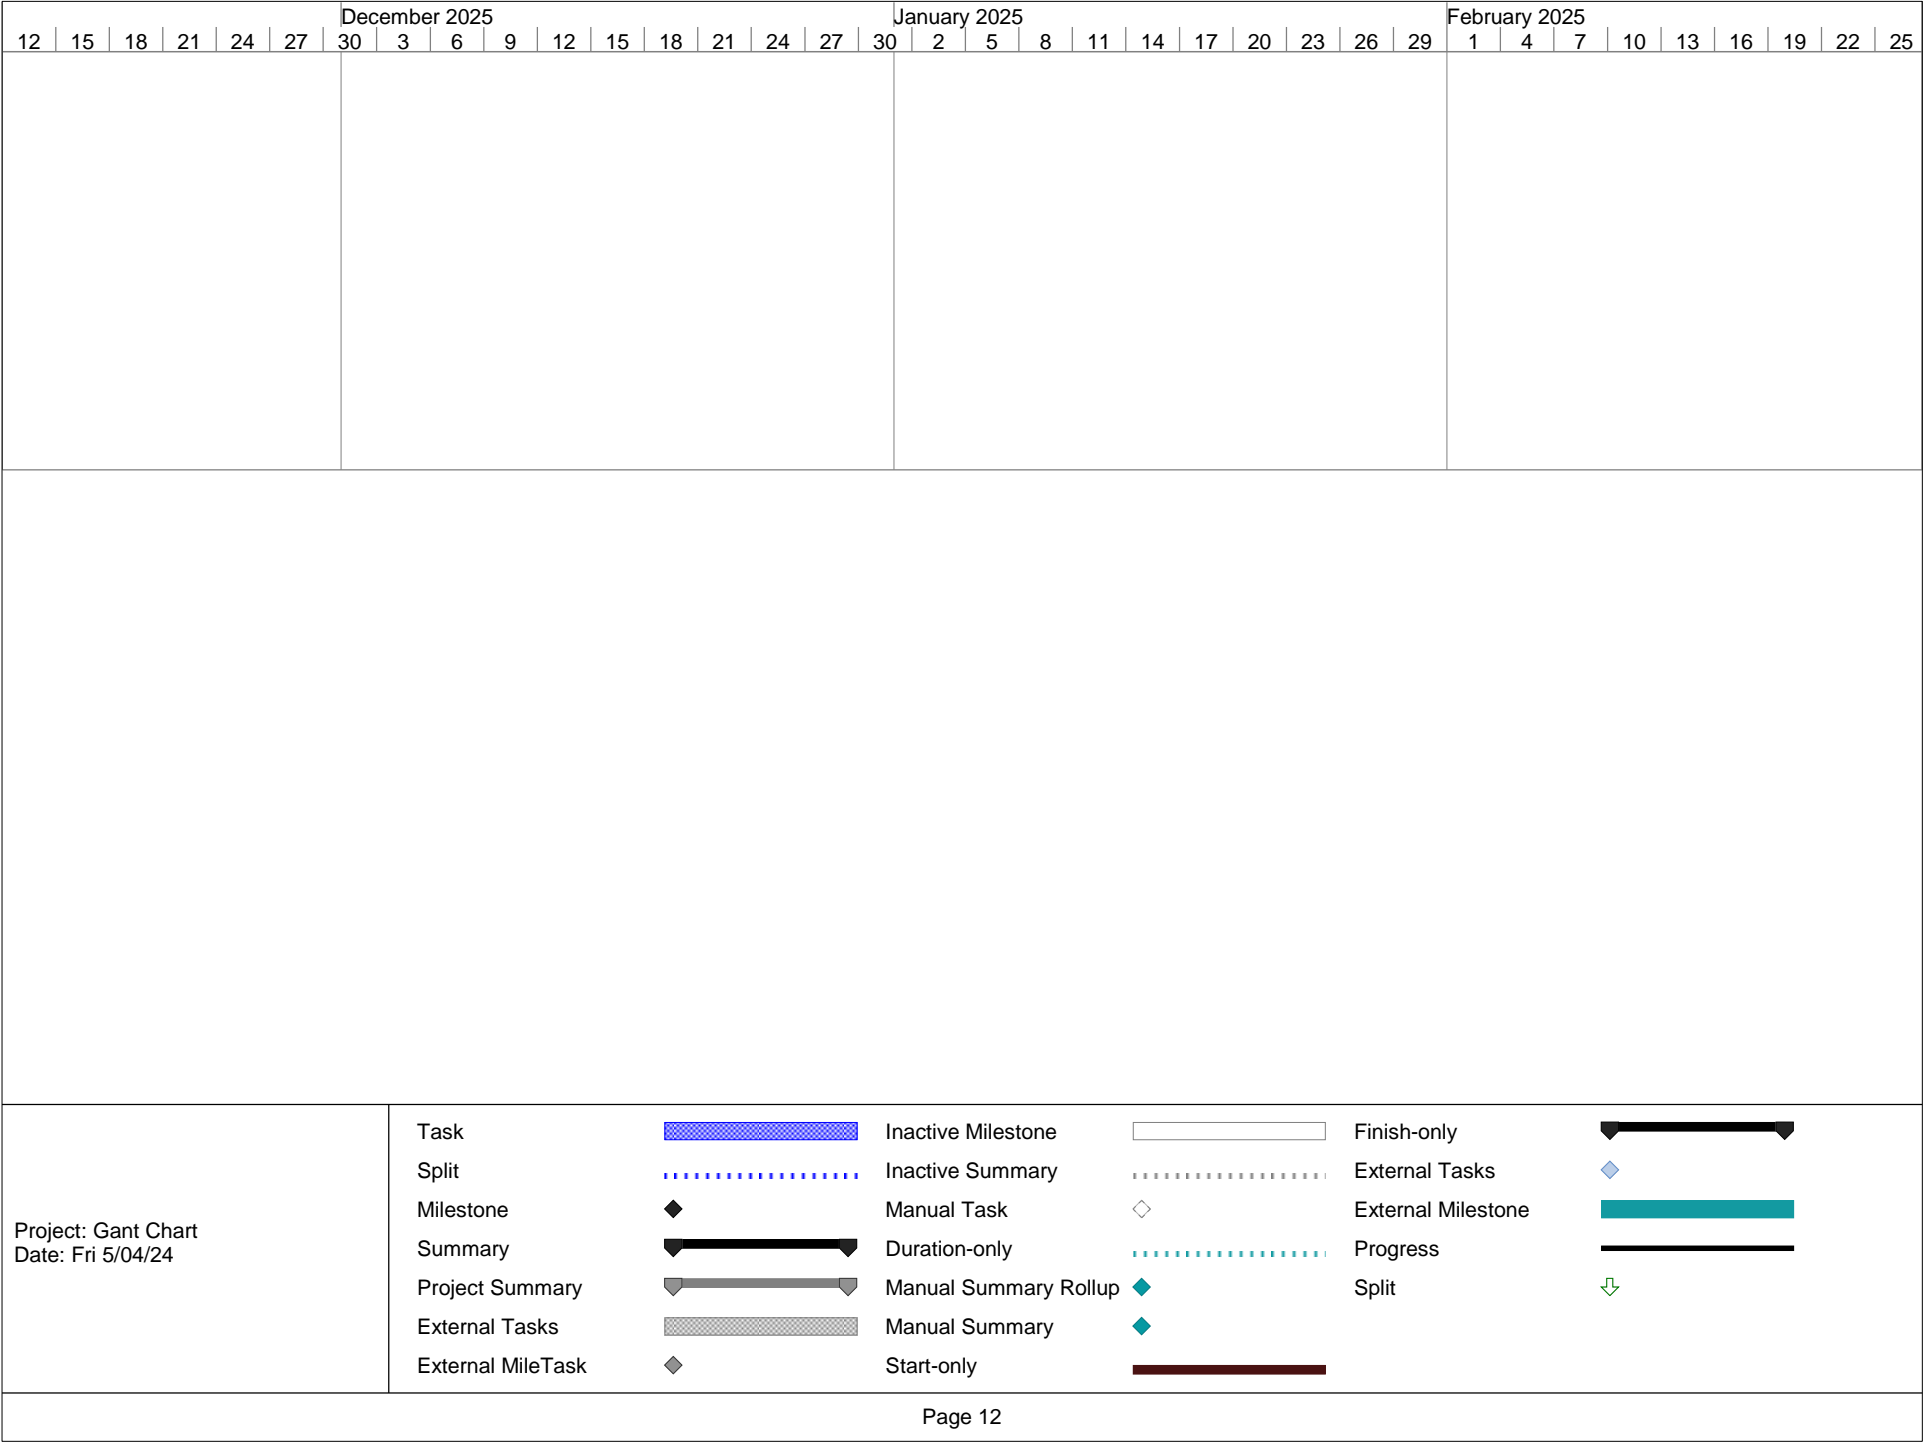 December 2025 January 2025 February 2025
12 15 18 21 24 27 30 3 6 9 12 15 18 21 24 27 30 2 5 8 11 14 17 20 23 26 29 1 4 7 10 13 16 19 22 25
Project: Gant Chart
Date: Fri 5/04/24
Task
Split
Milestone
Summary
Project Summary
External Tasks
External MileTask
Inactive Milestone
Inactive Summary
Manual Task
Duration-only
Manual Summary Rollup
Manual Summary
Start-only
Finish-only
External Tasks
External Milestone
Progress
Split
Page 12